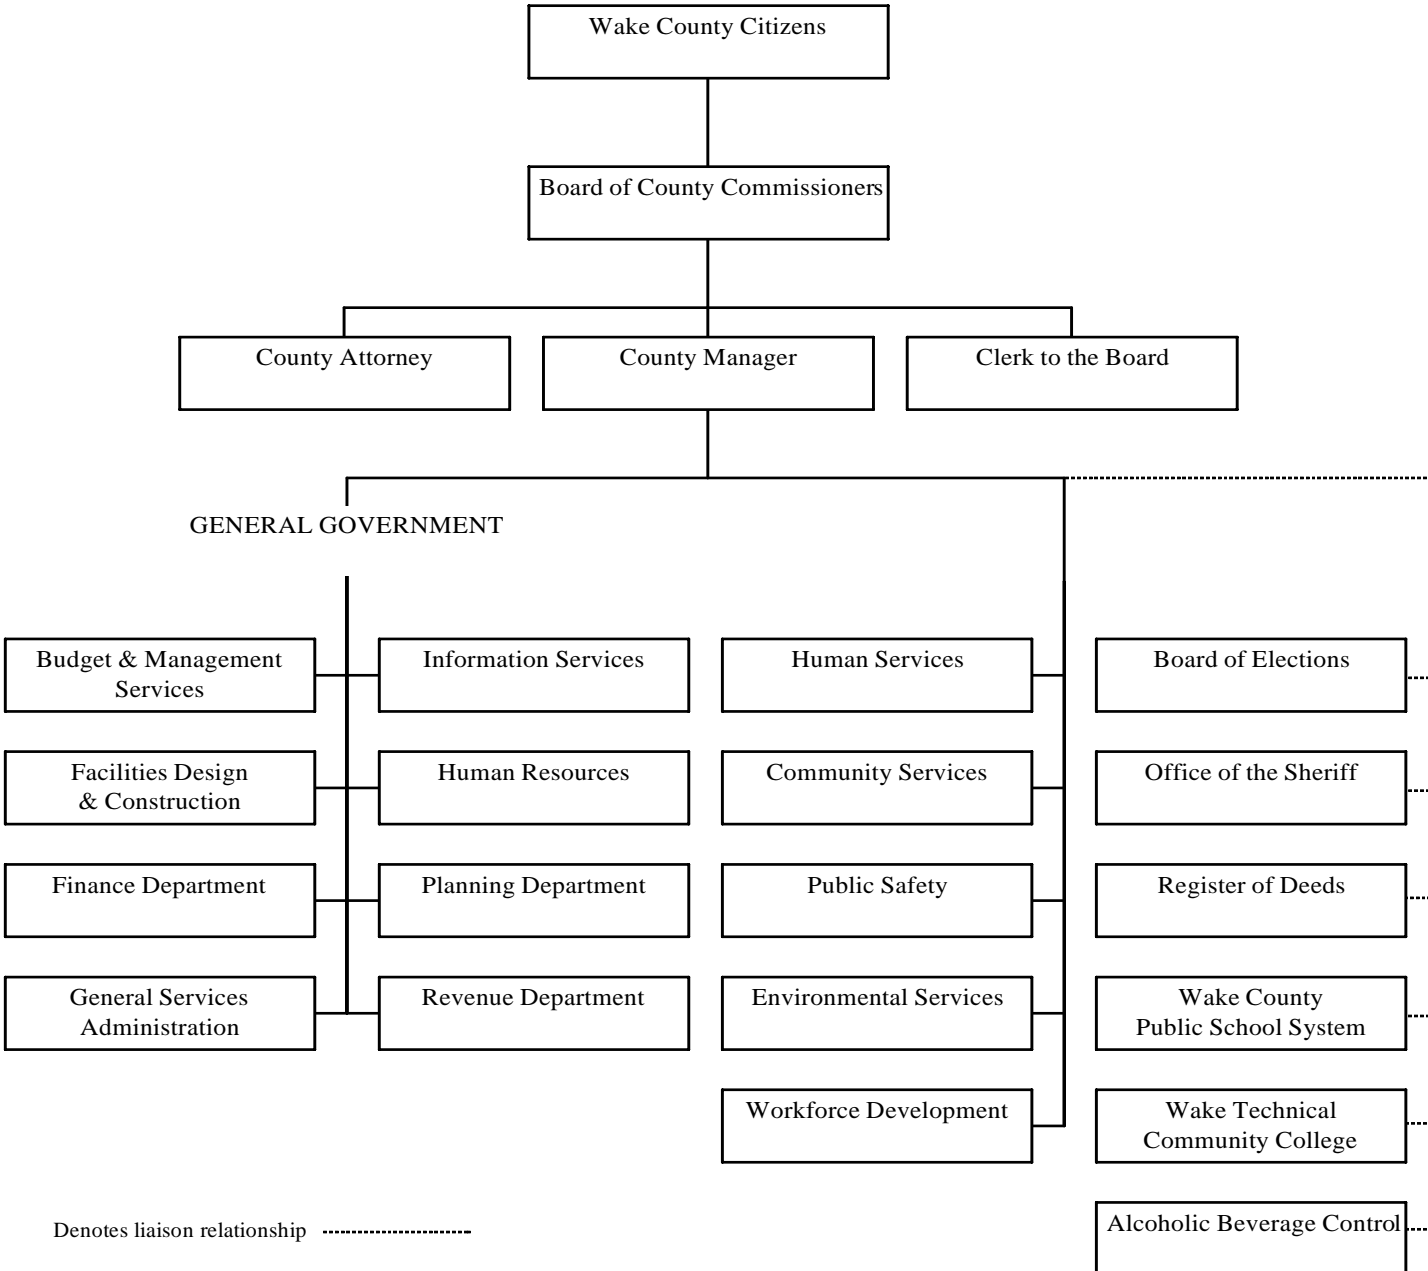 Wake County Citizens
Board of County Commissioners
County Attorney
County Manager
Clerk to the Board
GENERAL GOVERNMENT
Budget & Management
Services
Information Services
Human Services
Board of Elections
Facilities Design
& Construction
Human Resources
Community Services
Office of the Sheriff
Finance Department
Planning Department
Public Safety
Register of Deeds
General Services
Administration
Revenue Department
Environmental Services
Wake County
Public School System
Workforce Development
Wake Technical
Community College
Alcoholic Beverage Control
Denotes liaison relationship